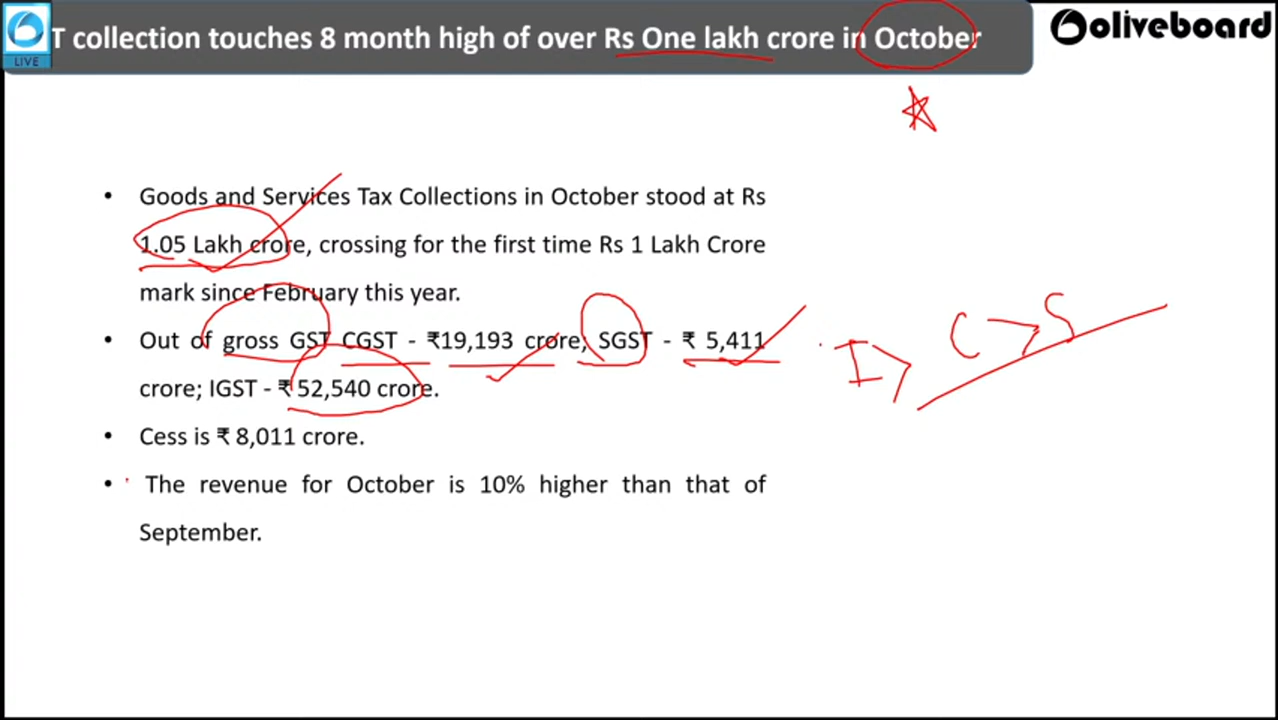 T collection touches 8 month high of over Rs One lakh crore in October
oliveboard
LIVE
• Goods and Services Tax Collections in October stood at Rs
1.05 Lakh crore, crossing for the first time Rs 1 Lakh Crore
mark since February this year.
• Out of gross GST CGST - ₹19,193 crore; SGST - ₹ 5,411
crore; IGST - ₹ 52,540 crore.
I > C > S
• Cess is ₹ 8,011 crore.
• The revenue for October is 10% higher than that of
September.